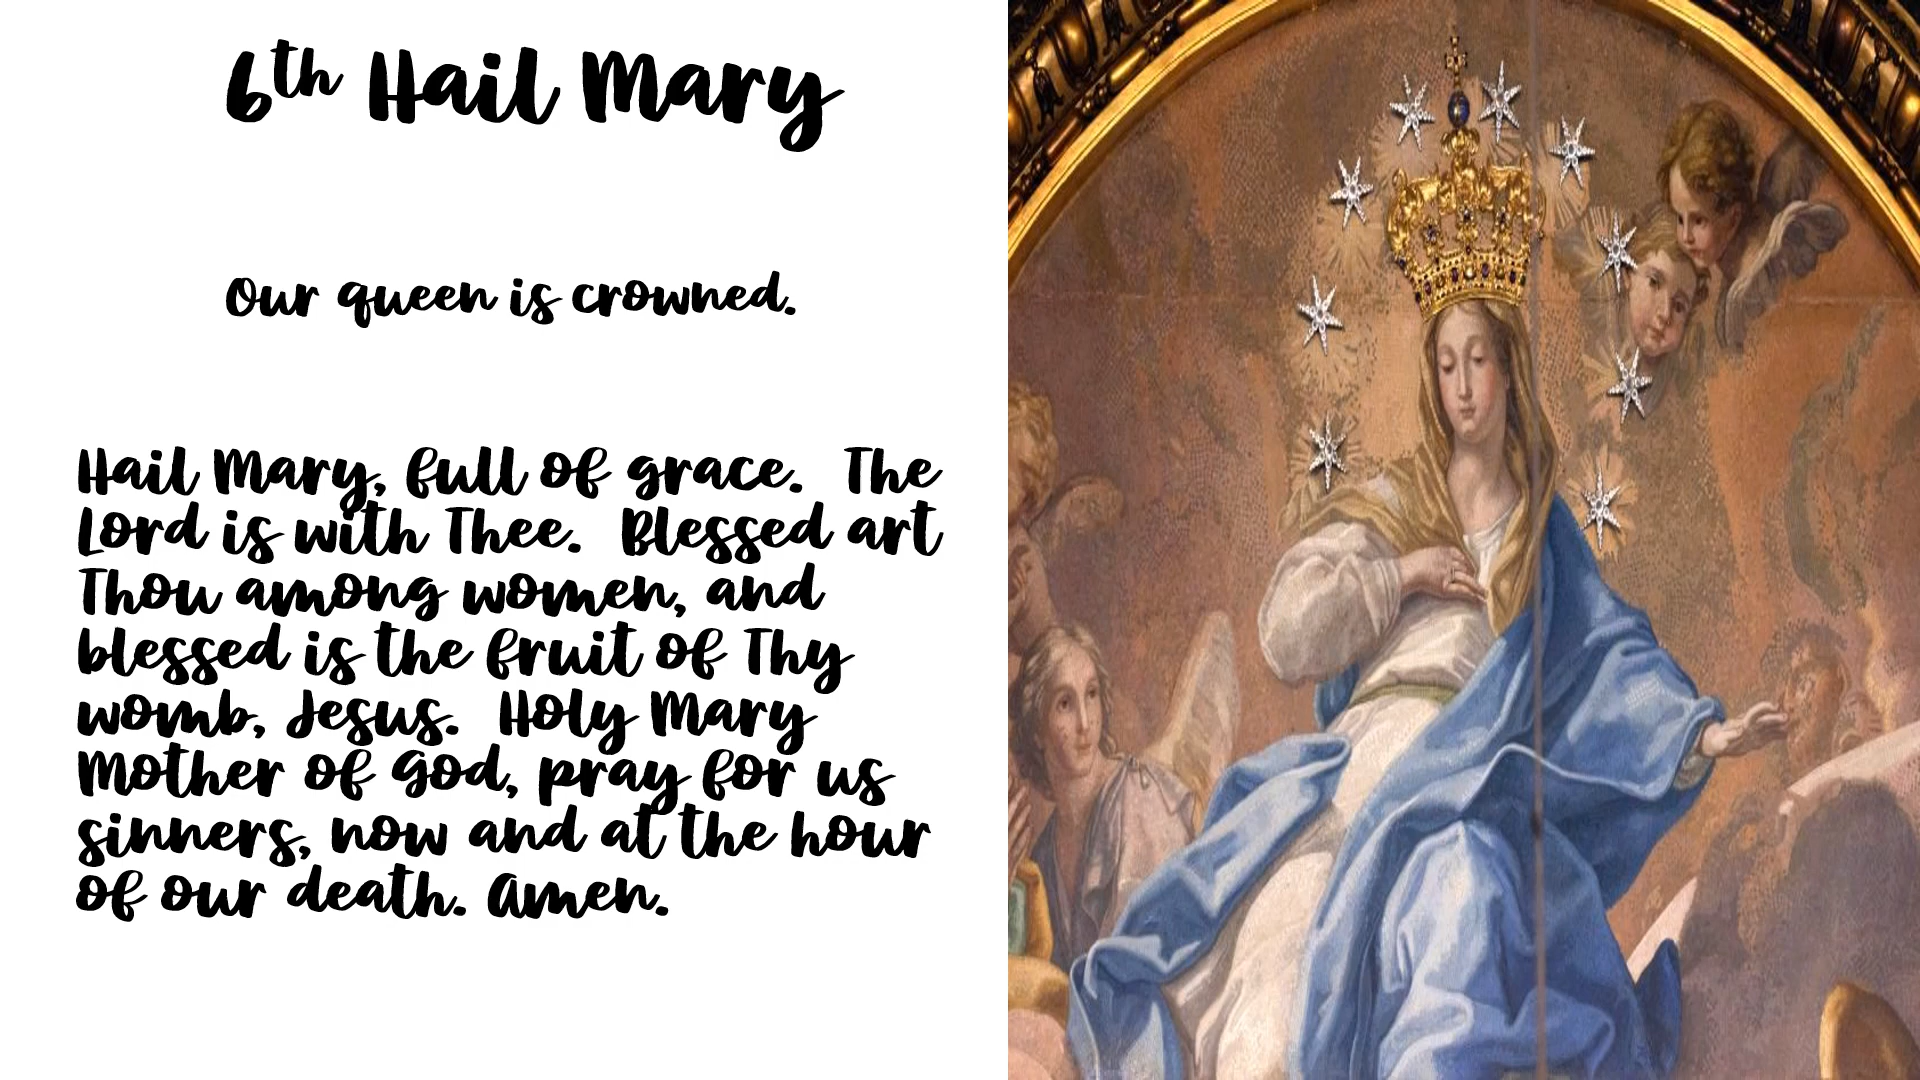 6th Hail Mary
Our queen is crowned.
Hail Mary, full of grace.  The
Lord is with Thee.  Blessed art
Thou among women, and
blessed is the fruit of Thy
womb, Jesus.  Holy Mary
Mother of God, pray for us
sinners, now and at the hour
of our death. Amen.